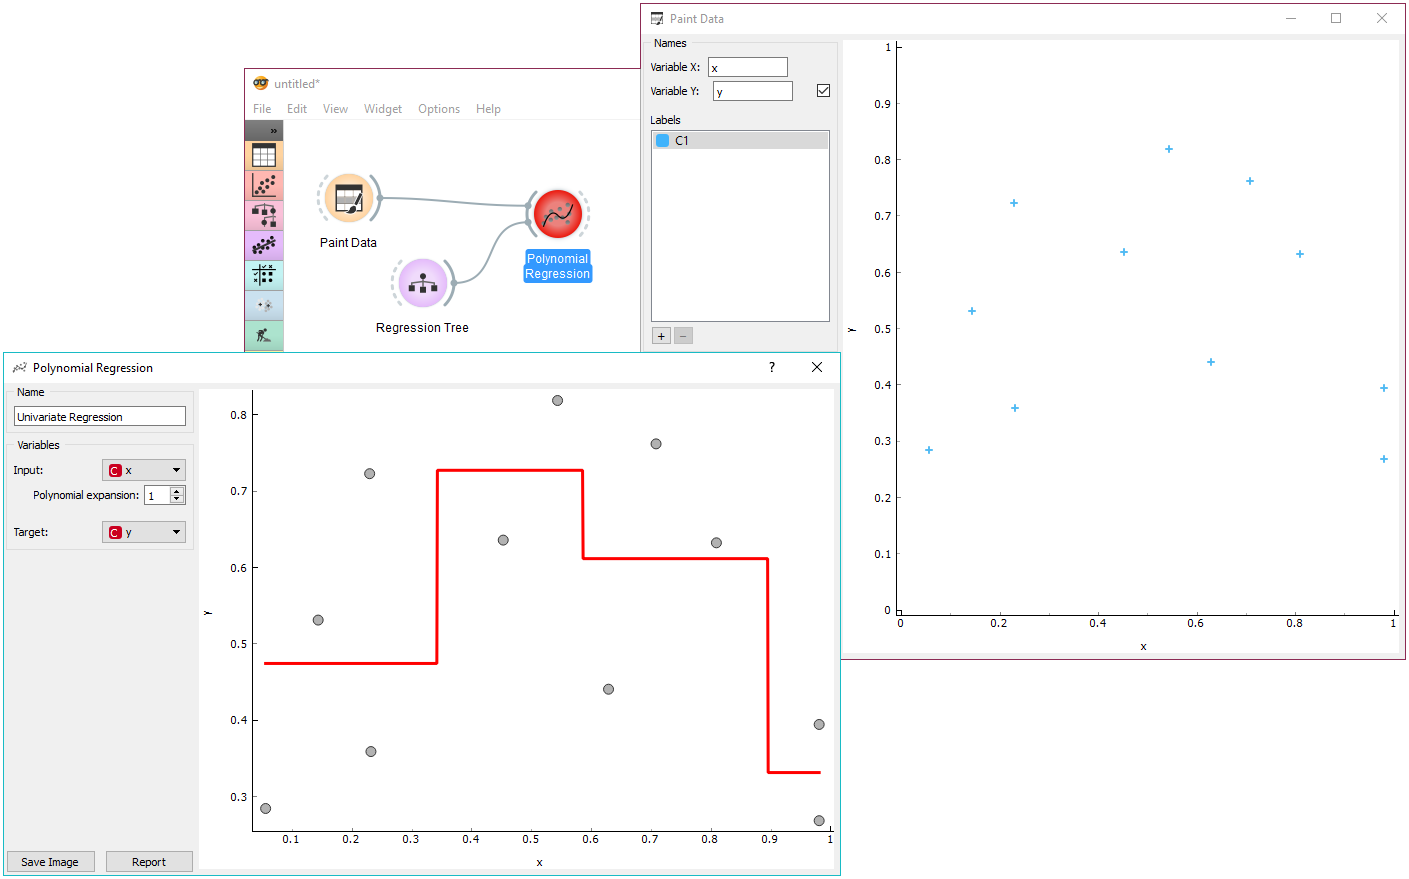 Paint Data
Names
Variable X: x
Variable Y: y
Labels
C1
+
−
1
0.9
0.8
0.7
0.6
0.5
0.4
0.3
0.2
0.1
0
y
0 0.2 0.4 0.6 0.8 1
x
untitled*
File Edit View Widget Options Help
»
Paint Data
Polynomial
Regression
Regression Tree
Polynomial Regression ?
Name
Univariate Regression
Variables
Input: C x
Polynomial expansion: 1
Target: C y
Save Image Report
0.8
0.7
0.6
0.5
0.4
0.3
y
0.1 0.2 0.3 0.4 0.5 0.6 0.7 0.8 0.9 1
x